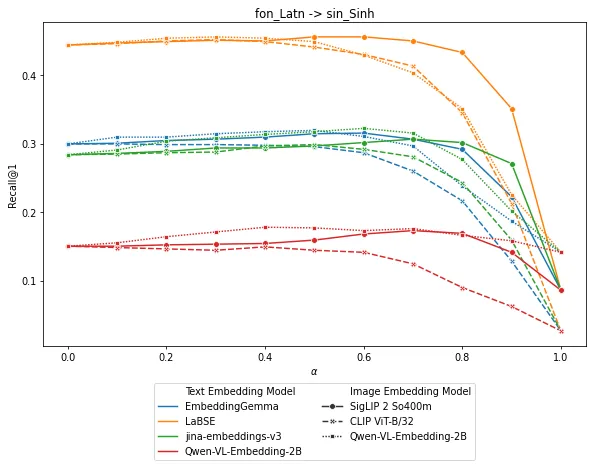 fon_Latn -> sin_Sinh
Recall@1
0.4
0.3
0.2
0.1
0.0 0.2 0.4 0.6 0.8 1.0
α
Text Embedding Model Image Embedding Model
EmbeddingGemma SigLIP 2 So400m
LaBSE CLIP ViT-B/32
jina-embeddings-v3 Qwen-VL-Embedding-2B
Qwen-VL-Embedding-2B